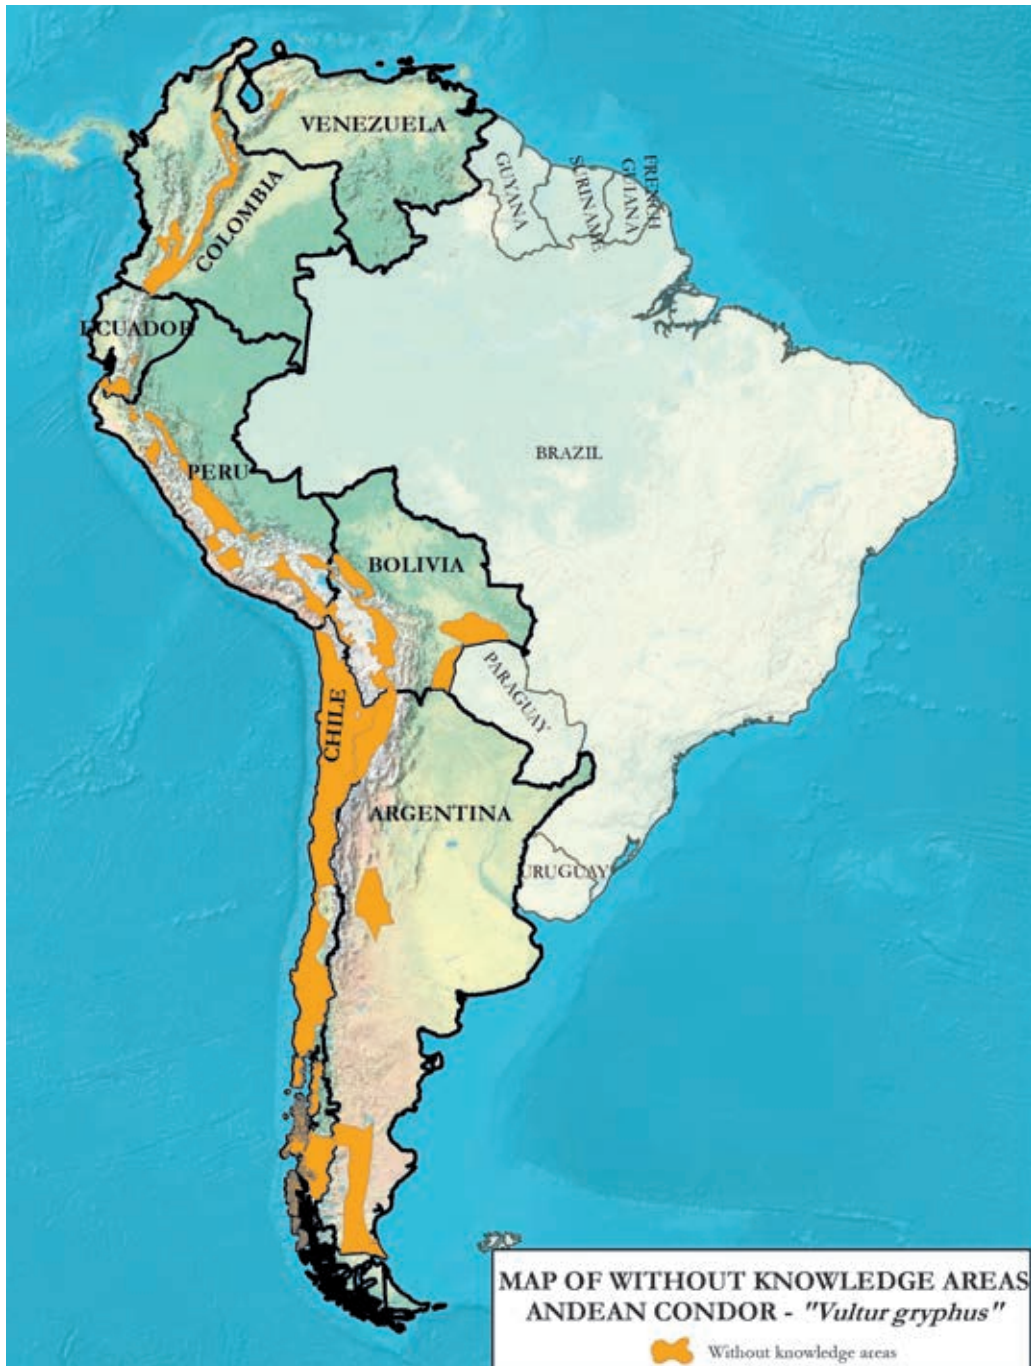 VENEZUELA
GUYANA
SURINAME
FRENCH
GUIANA
COLOMBIA
ECUADOR
BRAZIL
PERU
BOLIVIA
PARAGUAY
CHILE
ARGENTINA
URUGUAY
MAP OF WITHOUT KNOWLEDGE AREAS
ANDEAN CONDOR - "Vultur gryphus"
Without knowledge areas